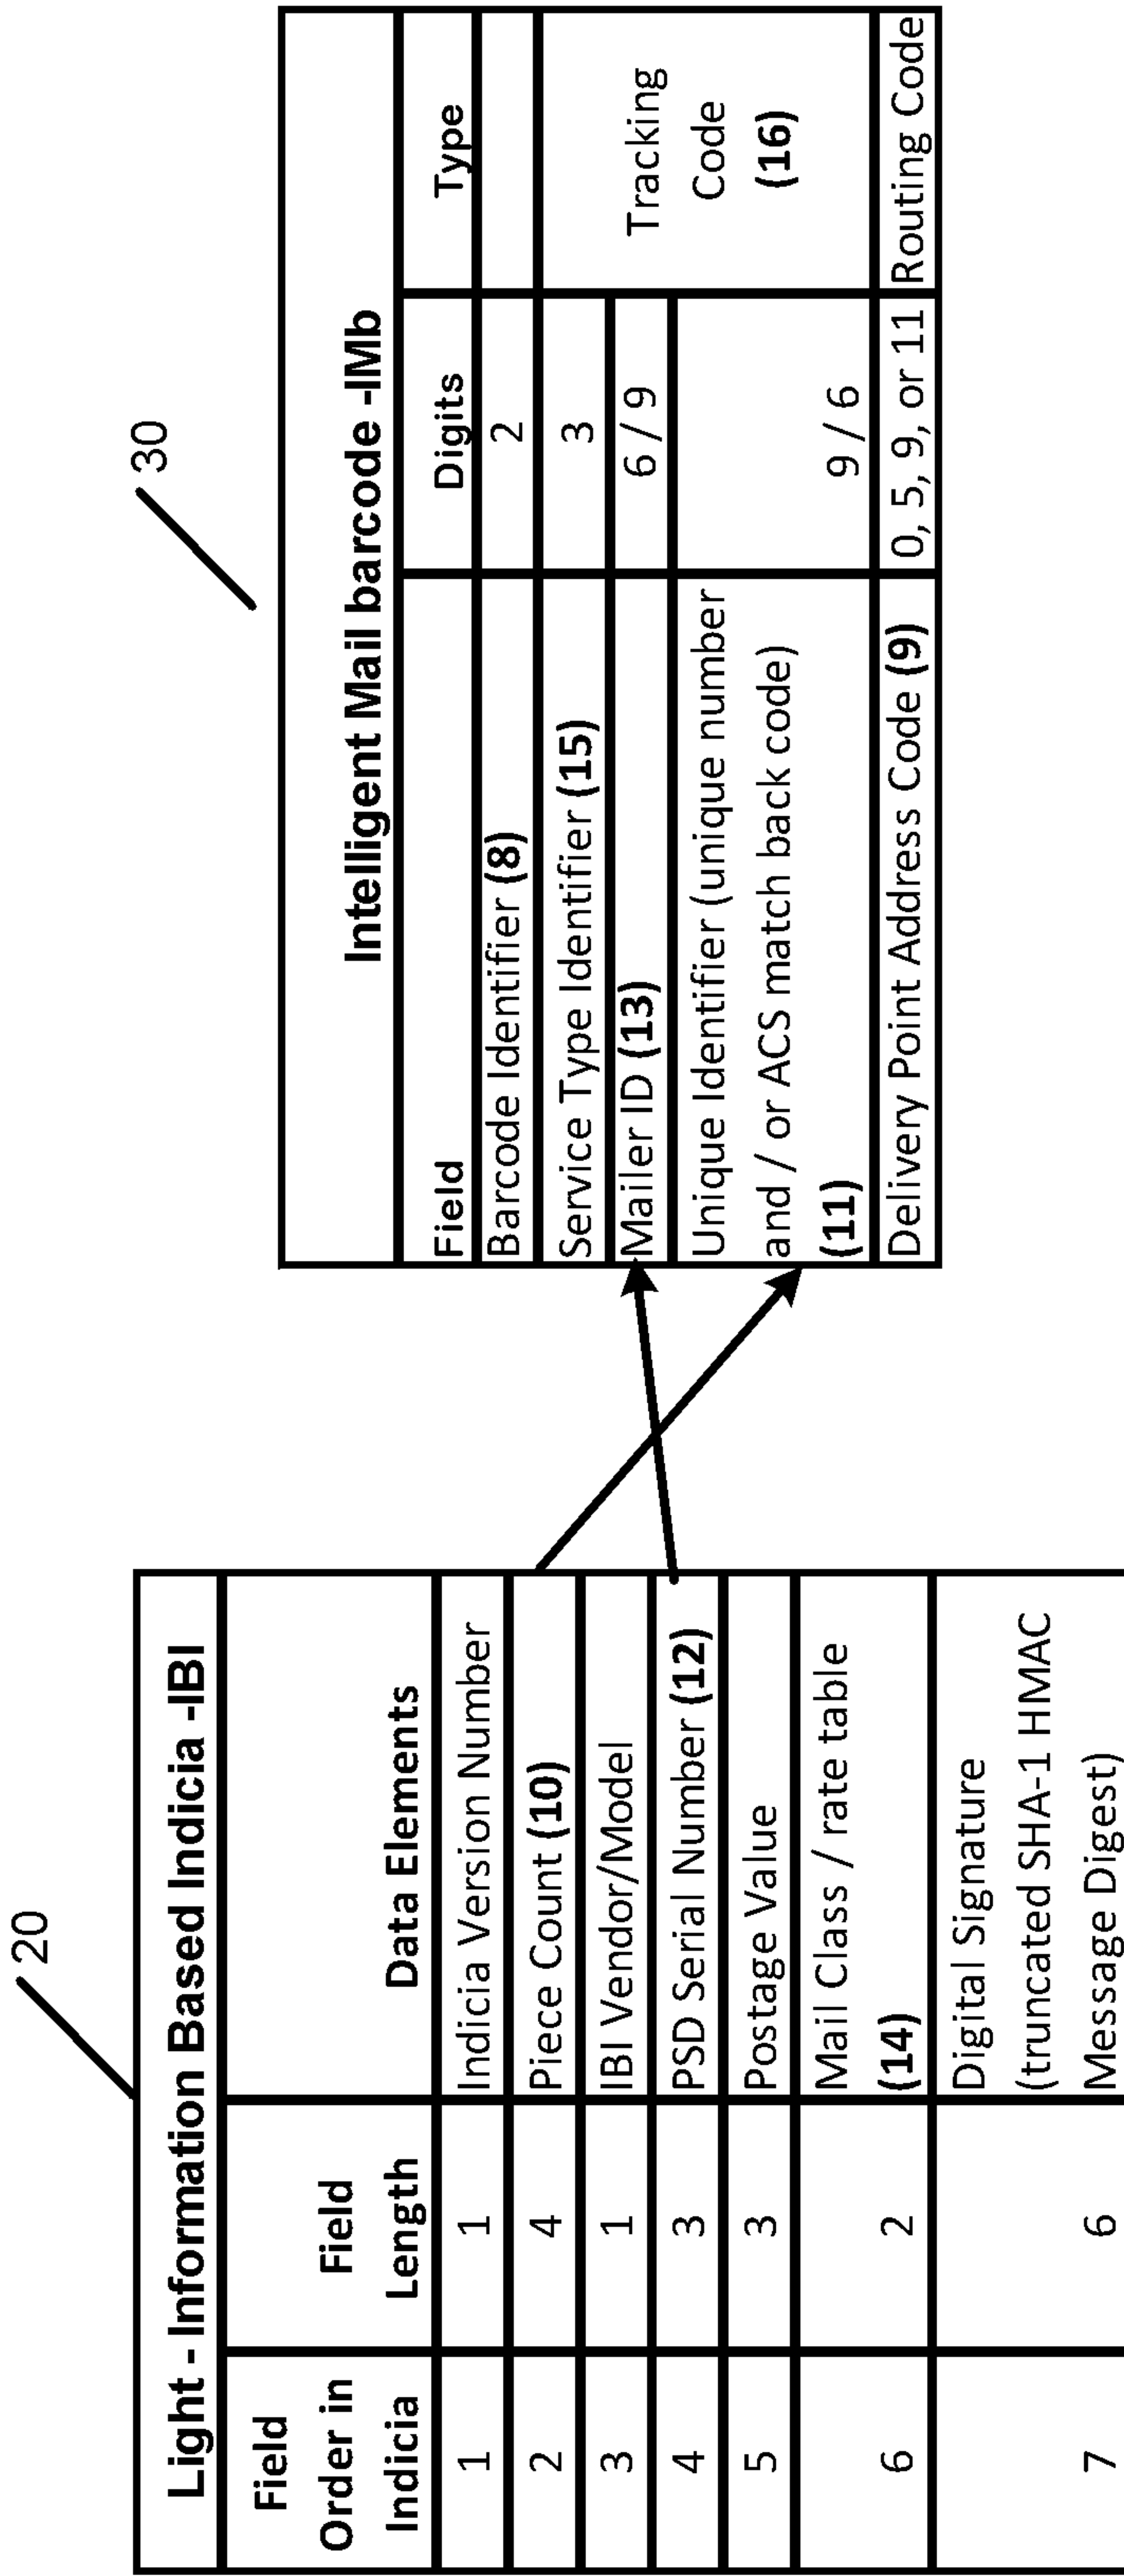 20
Light - Information Based Indicia -IBI
Field
Order in
Indicia
Field
Length
Data Elements
1 1 Indicia Version Number
2 4 Piece Count (10)
3 1 IBI Vendor/Model
4 3 PSD Serial Number (12)
5 3 Postage Value
6 2 Mail Class / rate table
(14)
7 6 Digital Signature
(truncated SHA-1 HMAC
Message Digest)
30
Intelligent Mail barcode -IMb
Field Digits Type
Barcode Identifier (8) 2
Service Type Identifier (15) 3
Mailer ID (13) 6 / 9
Unique Identifier (unique number
and / or ACS match back code)
(11) 9 / 6
Tracking
Code
(16)
Delivery Point Address Code (9) 0, 5, 9, or 11 Routing Code